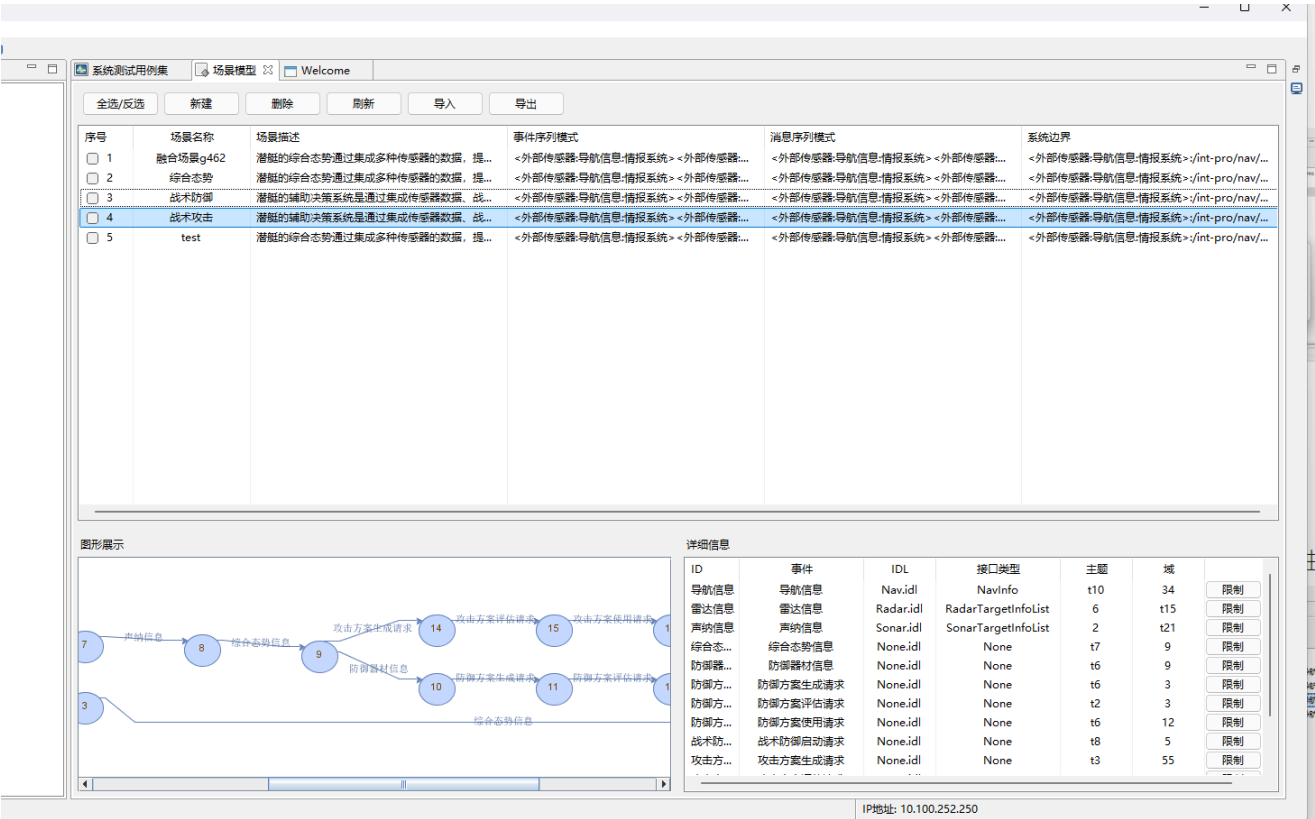 系统测试用例集 场景模型 Welcome
全选/反选 新建 删除 刷新 导入 导出
序号 场景名称 场景描述 事件序列模式 消息序列模式 系统边界
1 融合场景g462 潜艇的综合态势通过集成多种传感器的数据，提... <外部传感器:导航信息:情报系统> <外部传感器:... <外部传感器:导航信息:情报系统> <外部传感器:... <外部传感器:导航信息:情报系统>:/int-pro/nav/...
2 综合态势 潜艇的综合态势通过集成多种传感器的数据，提... <外部传感器:导航信息:情报系统> <外部传感器:... <外部传感器:导航信息:情报系统> <外部传感器:... <外部传感器:导航信息:情报系统>:/int-pro/nav/...
3 战术防御 潜艇的辅助决策系统是通过集成传感器数据、战... <外部传感器:导航信息:情报系统> <外部传感器:... <外部传感器:导航信息:情报系统> <外部传感器:... <外部传感器:导航信息:情报系统>:/int-pro/nav/...
4 战术攻击 潜艇的辅助决策系统是通过集成传感器数据、战... <外部传感器:导航信息:情报系统> <外部传感器:... <外部传感器:导航信息:情报系统> <外部传感器:... <外部传感器:导航信息:情报系统>:/int-pro/nav/...
5 test 潜艇的综合态势通过集成多种传感器的数据，提... <外部传感器:导航信息:情报系统> <外部传感器:... <外部传感器:导航信息:情报系统> <外部传感器:... <外部传感器:导航信息:情报系统>:/int-pro/nav/...
图形展示
攻击方案生成请求 14 攻击方案评估请求 15 攻击方案使用请求 1
7 声纳信息 8 综合态势信息 9
防御器材信息 10 防御方案生成请求 11 防御方案评估请求 1
3 综合态势信息
详细信息
ID 事件 IDL 接口类型 主题 域
导航信息 导航信息 Nav.idl NavInfo t10 34 限制
雷达信息 雷达信息 Radar.idl RadarTargetInfoList 6 t15 限制
声纳信息 声纳信息 Sonar.idl SonarTargetInfoList 2 t21 限制
综合态... 综合态势信息 None.idl None t7 9 限制
防御器... 防御器材信息 None.idl None t6 9 限制
防御方... 防御方案生成请求 None.idl None t6 3 限制
防御方... 防御方案评估请求 None.idl None t2 3 限制
防御方... 防御方案使用请求 None.idl None t6 12 限制
战术防... 战术防御启动请求 None.idl None t8 5 限制
攻击方... 攻击方案生成请求 None.idl None t3 55 限制
IP地址: 10.100.252.250